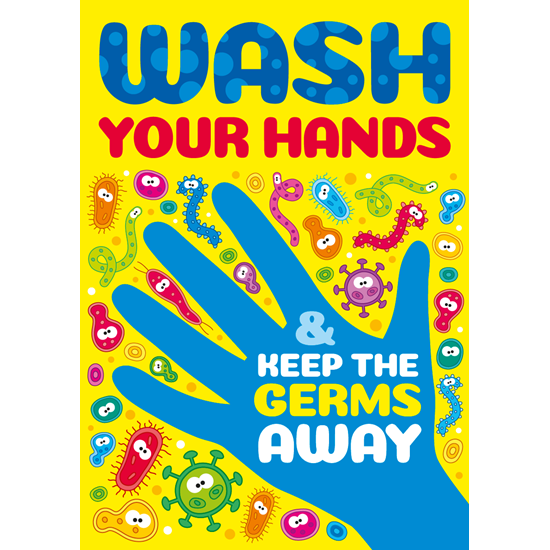 WASH
YOUR HANDS
&
KEEP THE
GERMS
AWAY